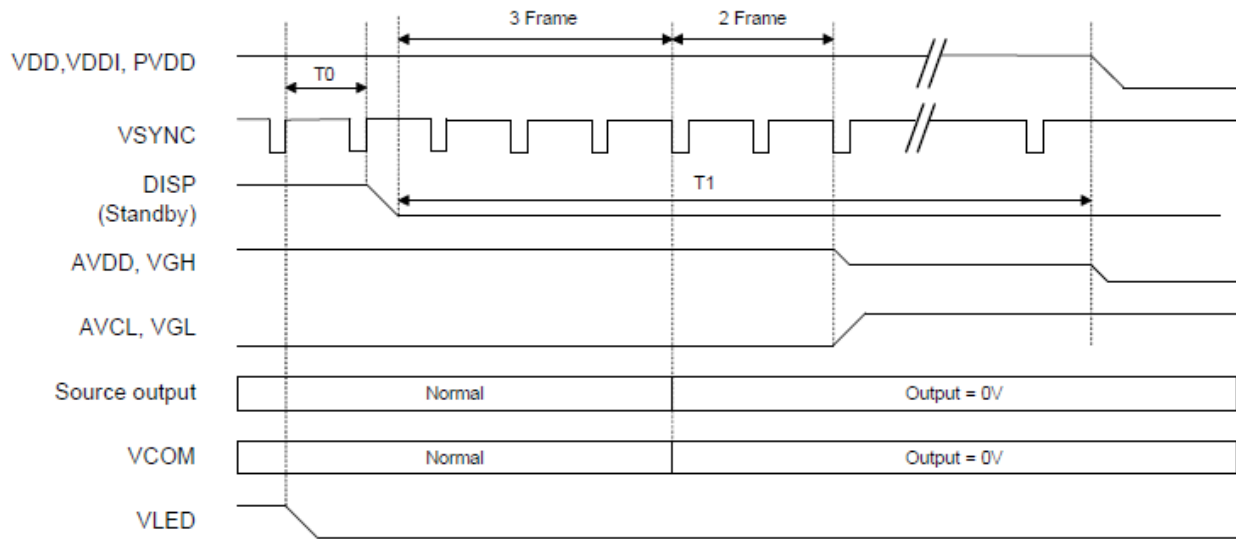 3 Frame
2 Frame
VDD,VDDI, PVDD
T0
VSYNC
DISP
(Standby)
T1
AVDD, VGH
AVCL, VGL
Source output
Normal
Output = 0V
VCOM
Normal
Output = 0V
VLED